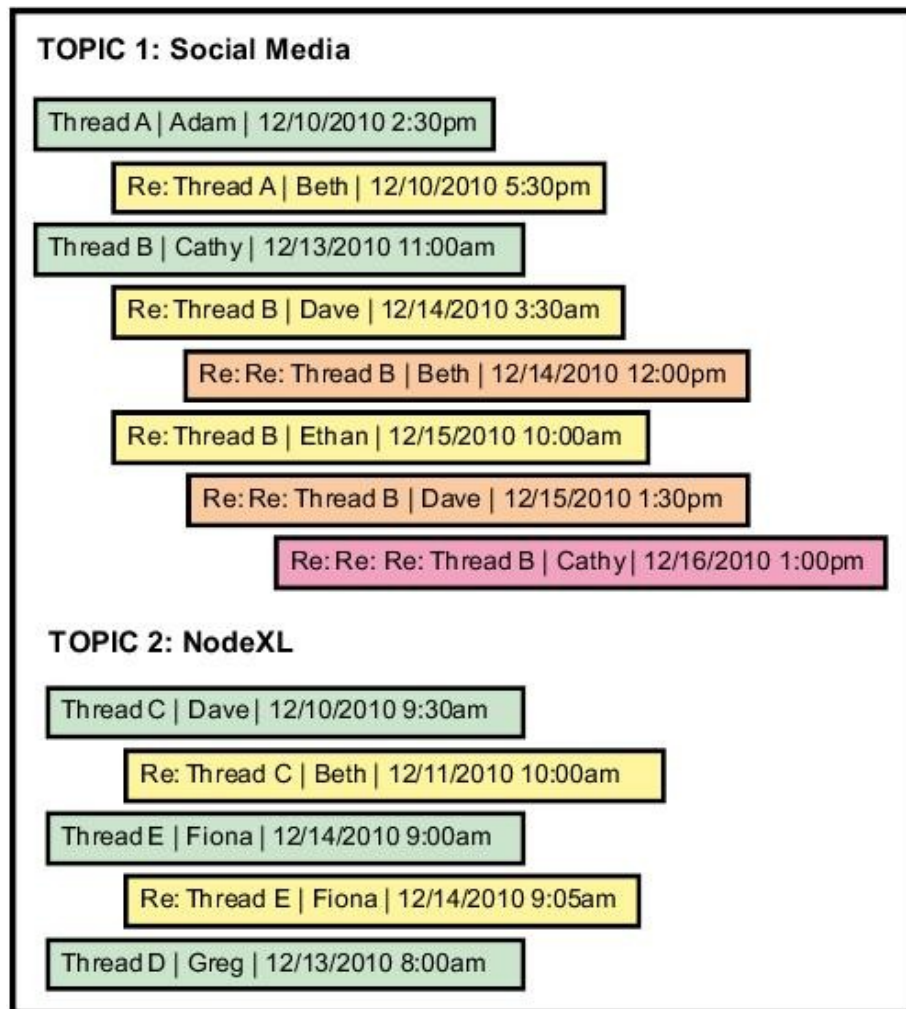 TOPIC 1: Social Media
Thread A | Adam | 12/10/2010 2:30pm
Re: Thread A | Beth | 12/10/2010 5:30pm
Thread B | Cathy | 12/13/2010 11:00am
Re: Thread B | Dave | 12/14/2010 3:30am
Re: Re: Thread B | Beth | 12/14/2010 12:00pm
Re: Thread B | Ethan | 12/15/2010 10:00am
Re: Re: Thread B | Dave | 12/15/2010 1:30pm
Re: Re: Re: Thread B | Cathy | 12/16/2010 1:00pm
TOPIC 2: NodeXL
Thread C | Dave | 12/10/2010 9:30am
Re: Thread C | Beth | 12/11/2010 10:00am
Thread E | Fiona | 12/14/2010 9:00am
Re: Thread E | Fiona | 12/14/2010 9:05am
Thread D | Greg | 12/13/2010 8:00am